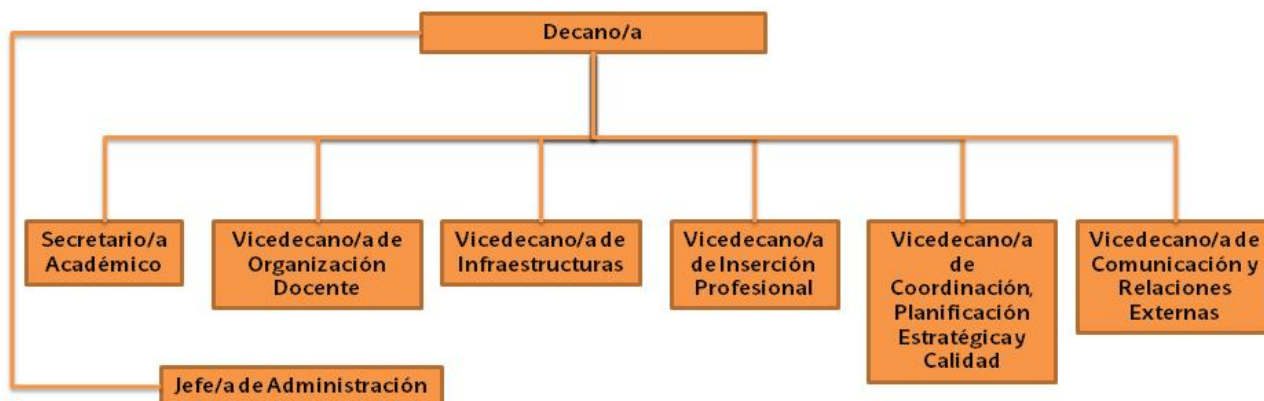 Decano/a
Secretario/a
Académico
Vicedecano/a de
Organización
Docente
Vicedecano/a de
Infraestructuras
Vicedecano/a
de Inserción
Profesional
Vicedecano/a
de
Coordinación,
Planificación
Estratégica y
Calidad
Vicedecano/a de
Comunicación y
Relaciones
Externas
Jefe/a de Administración